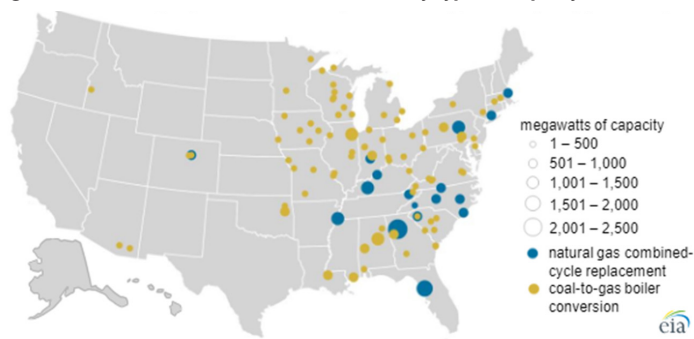 megawatts of capacity
1 – 500
501 – 1,000
1,001 – 1,500
1,501 – 2,000
2,001 – 2,500
natural gas combined-
cycle replacement
coal-to-gas boiler
conversion
eia